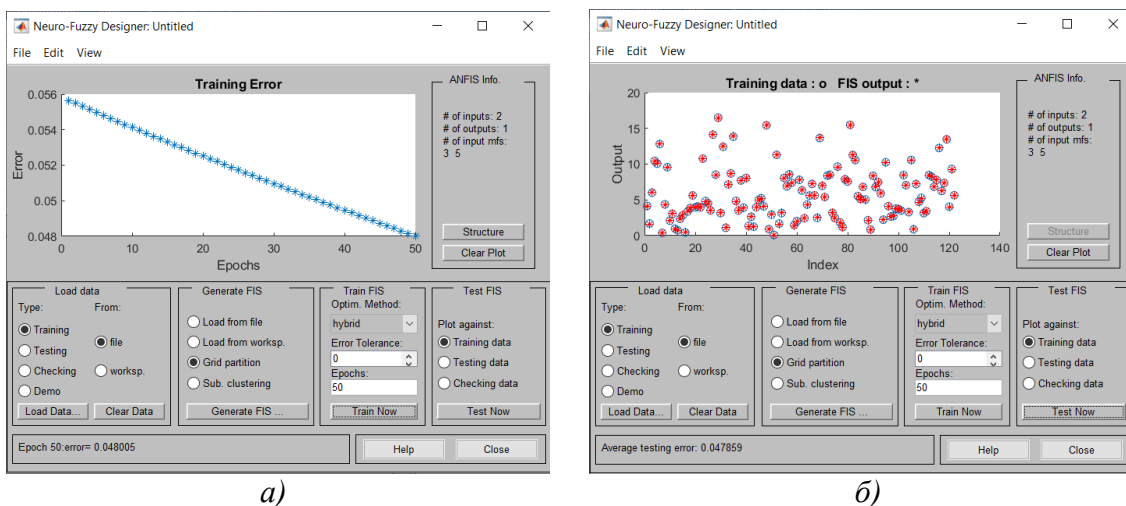 Neuro-Fuzzy Designer: Untitled
File Edit View
Training Error
0.056
0.054
0.052
0.05
0.048
Error
0 10 20 30 40 50
Epochs
ANFIS Info.
# of inputs: 2
# of outputs: 1
# of input mfs:
3 5
Structure
Clear Plot
Load data
Type: From:
Training
Testing
Checking
Demo
file
worksp.
Load Data... Clear Data
Generate FIS
Load from file
Load from worksp.
Grid partition
Sub. clustering
Generate FIS ...
Train FIS
Optim. Method:
hybrid
Error Tolerance:
0
Epochs:
50
Train Now
Test FIS
Plot against:
Training data
Testing data
Checking data
Test Now
Epoch 50:error= 0.048005
Help Close
а)
Neuro-Fuzzy Designer: Untitled
File Edit View
Training data : o FIS output : *
20
15
10
5
0
Output
0 20 40 60 80 100 120 140
Index
ANFIS Info.
# of inputs: 2
# of outputs: 1
# of input mfs:
3 5
Structure
Clear Plot
Load data
Type: From:
Training
Testing
Checking
Demo
file
worksp.
Load Data... Clear Data
Generate FIS
Load from file
Load from worksp.
Grid partition
Sub. clustering
Generate FIS ...
Train FIS
Optim. Method:
hybrid
Error Tolerance:
0
Epochs:
50
Train Now
Test FIS
Plot against:
Training data
Testing data
Checking data
Test Now
Average testing error: 0.047859
Help Close
б)